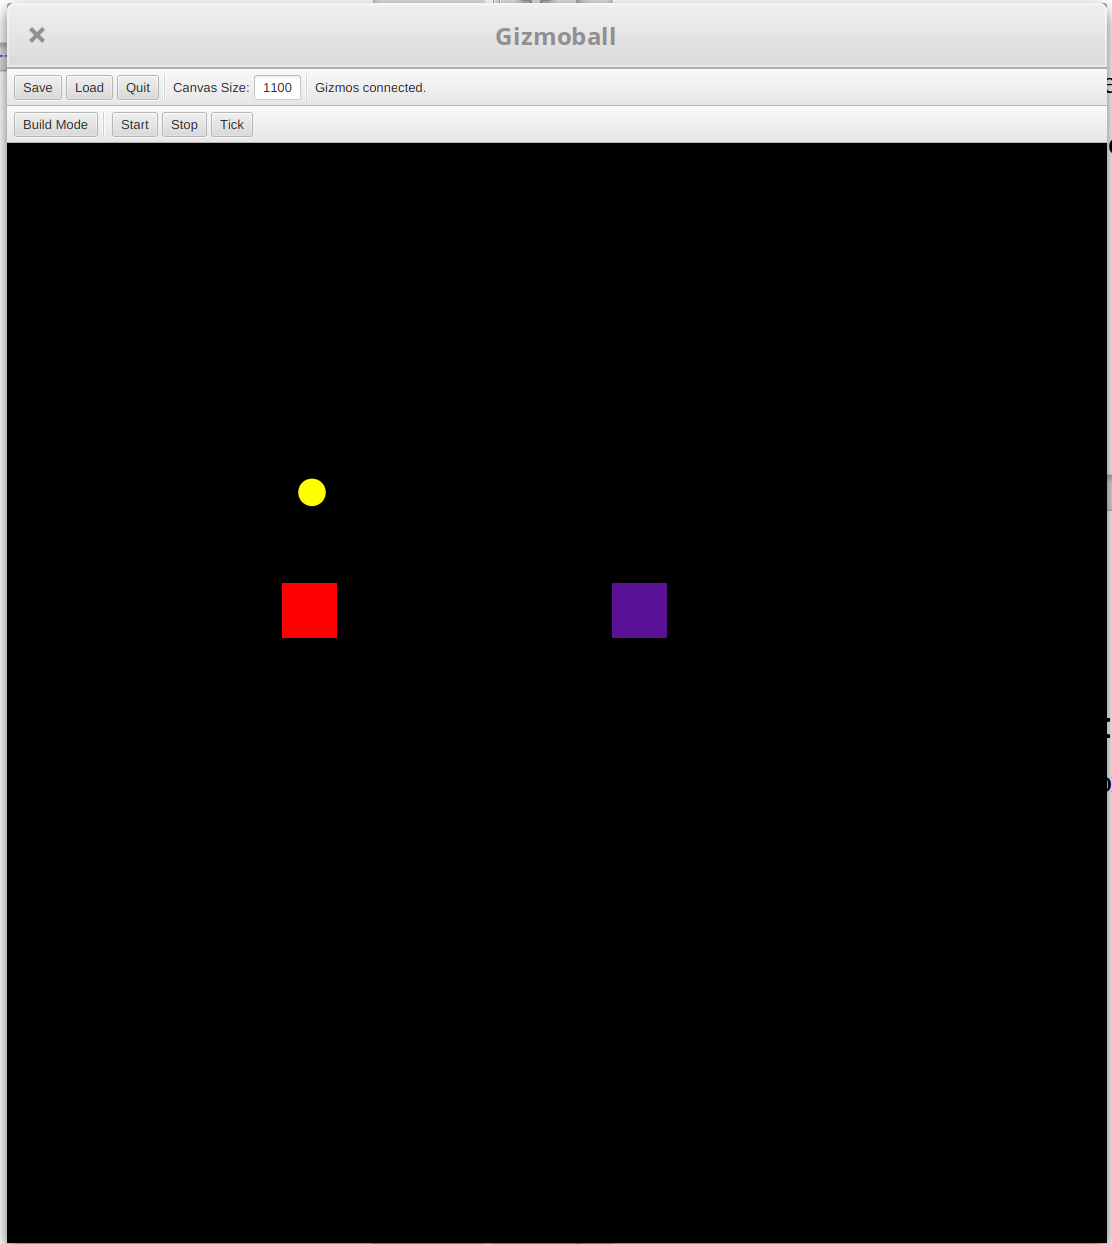 Gizmoball
Save Load Quit Canvas Size: 1100 Gizmos connected.
Build Mode Start Stop Tick